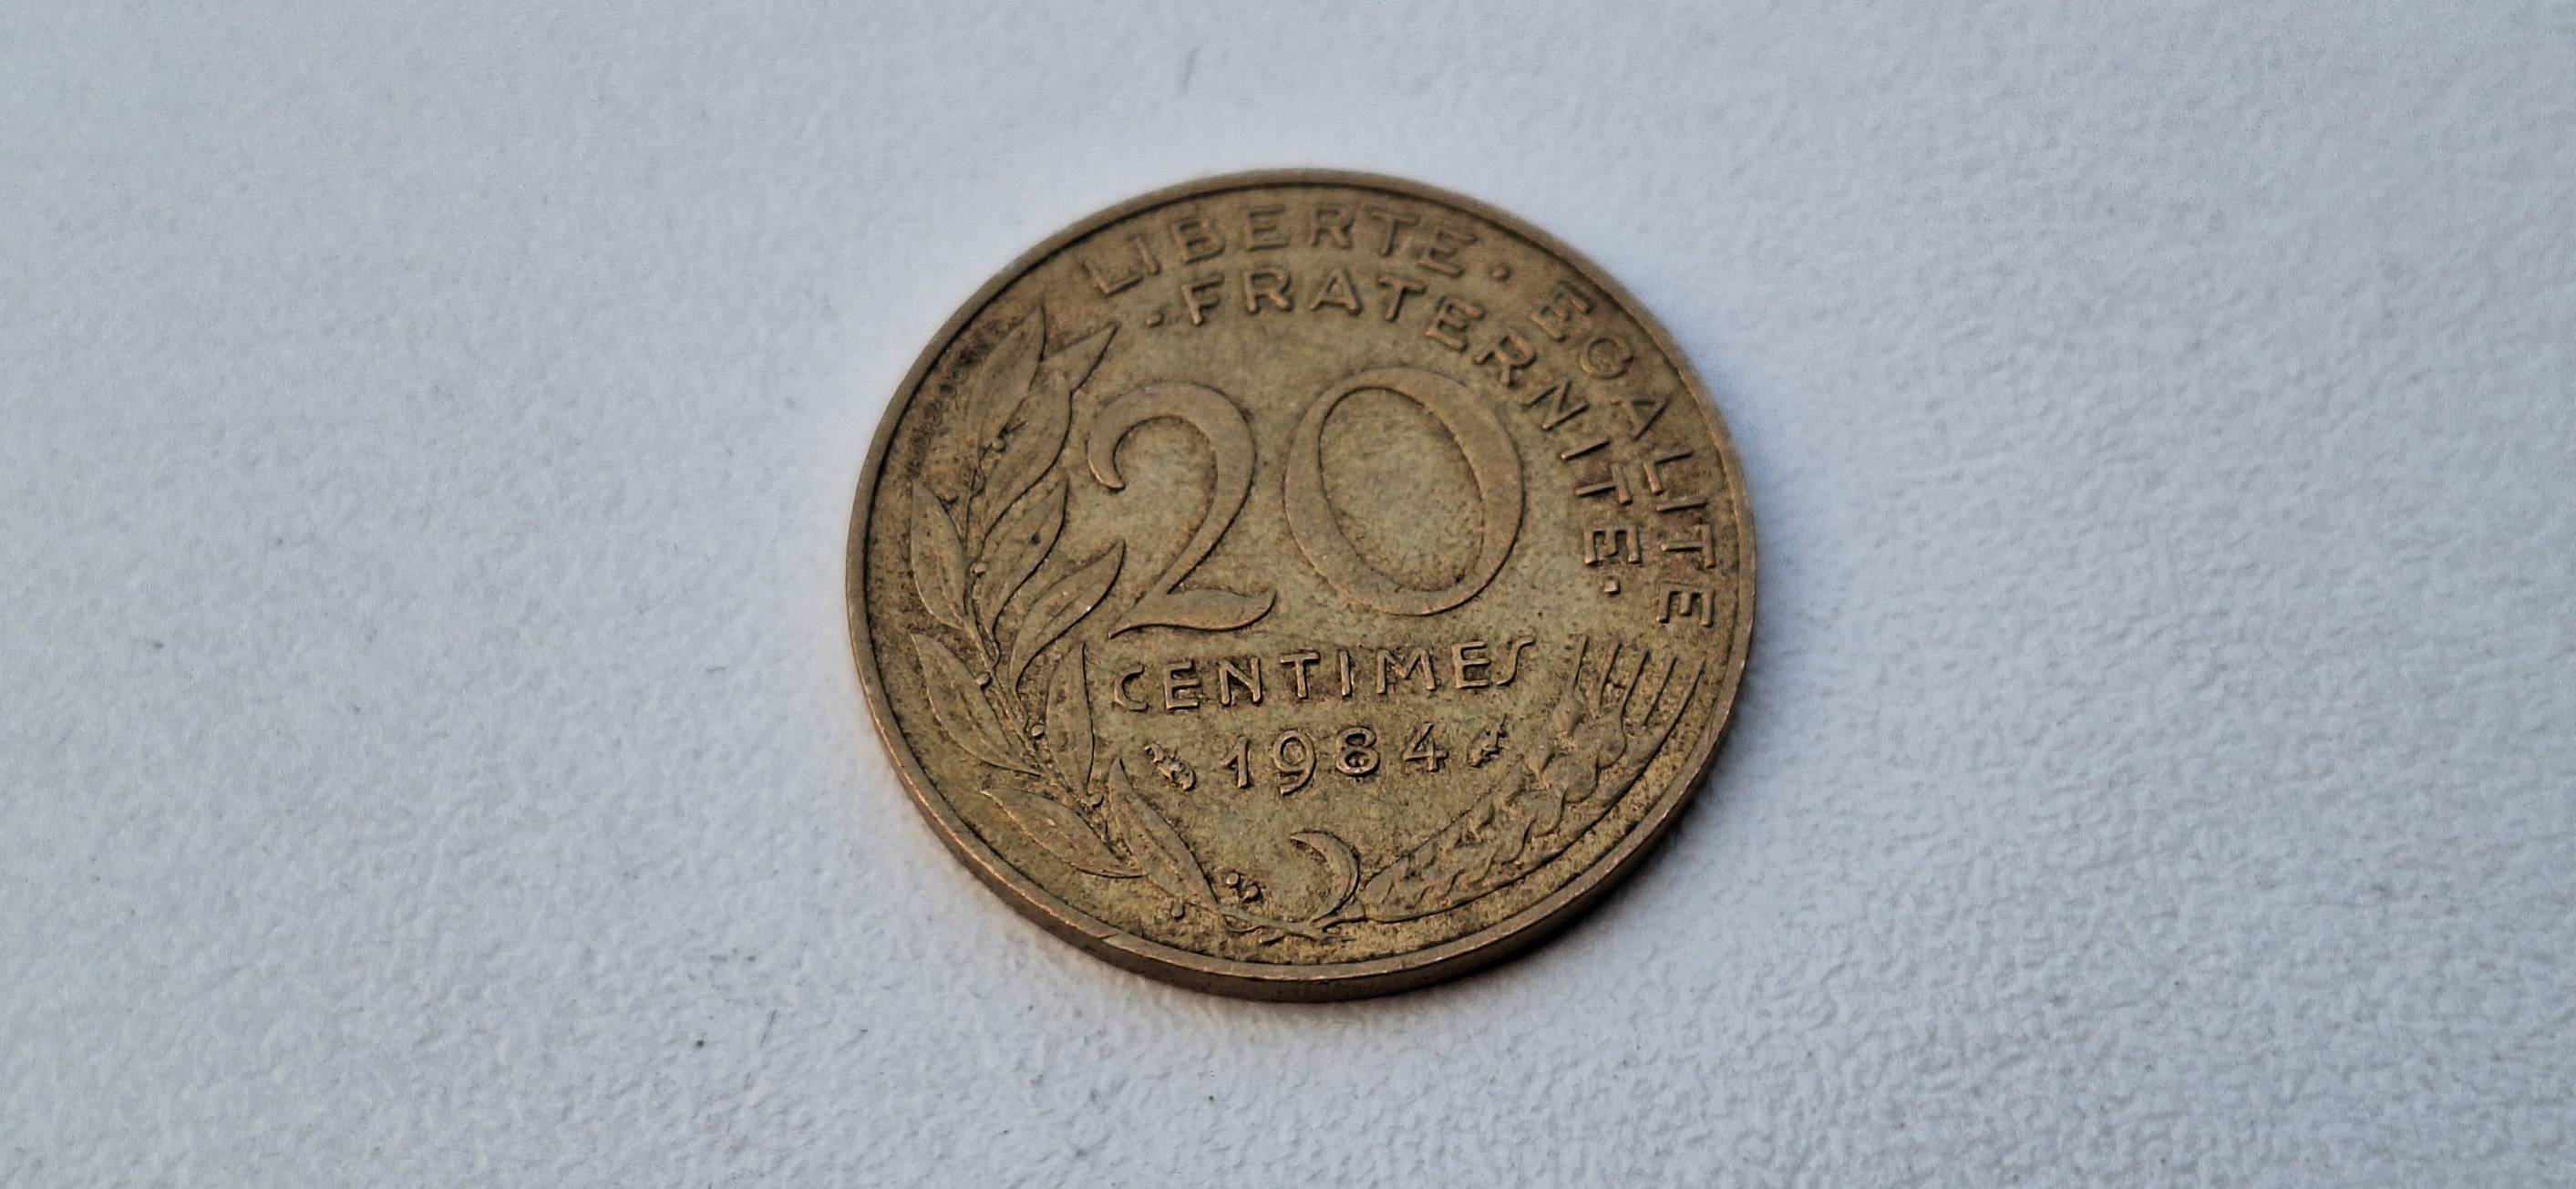 LIBERTE · EGALITE
· FRATERNITE ·
20
CENTIMES
1984